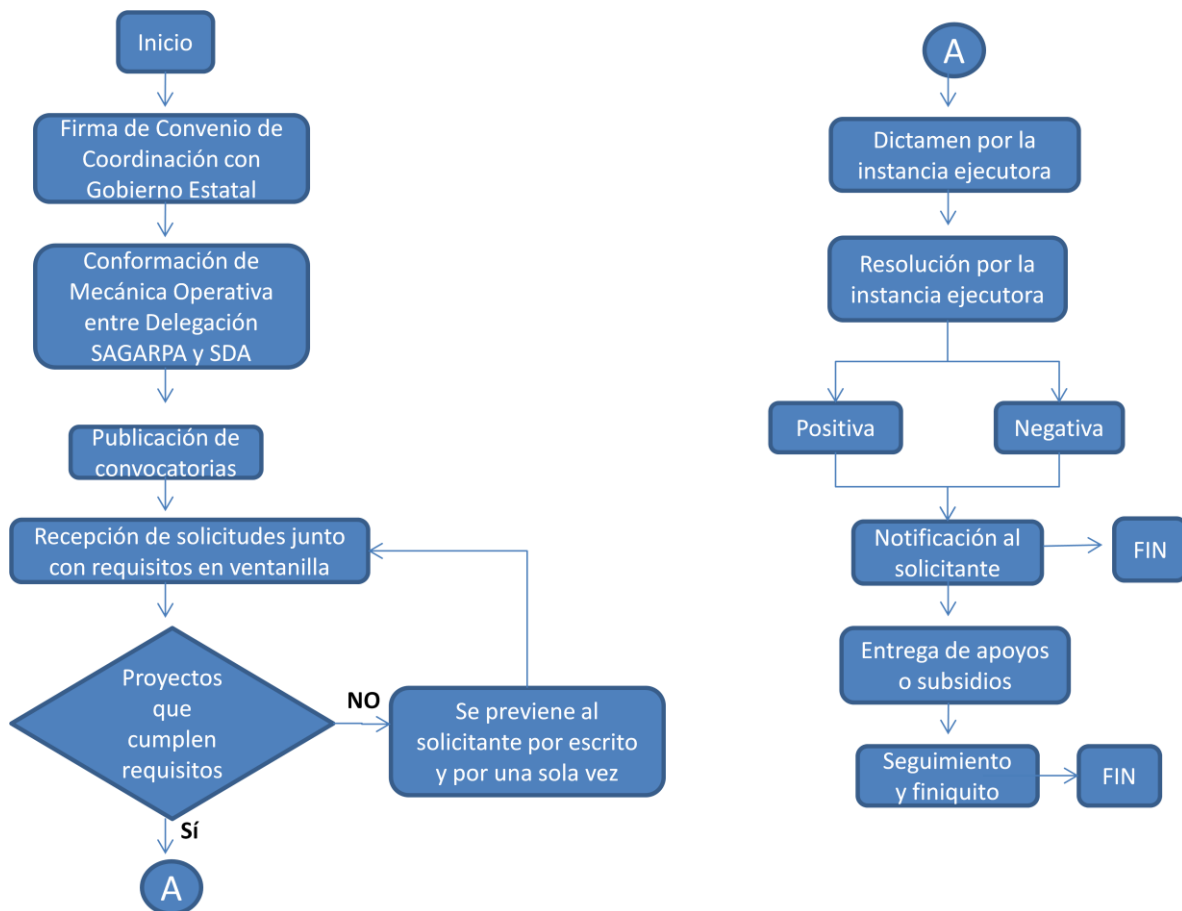 Inicio
Firma de Convenio de
Coordinación con
Gobierno Estatal
Conformación de
Mecánica Operativa
entre Delegación
SAGARPA y SDA
Publicación de
convocatorias
Recepción de solicitudes junto
con requisitos en ventanilla
Proyectos
que
cumplen
requisitos
NO
Se previene al
solicitante por escrito
y por una sola vez
Sí
A
A
Dictamen por la
instancia ejecutora
Resolución por la
instancia ejecutora
Positiva
Negativa
Notificación al
solicitante
FIN
Entrega de apoyos
o subsidios
Seguimiento
y finiquito
FIN